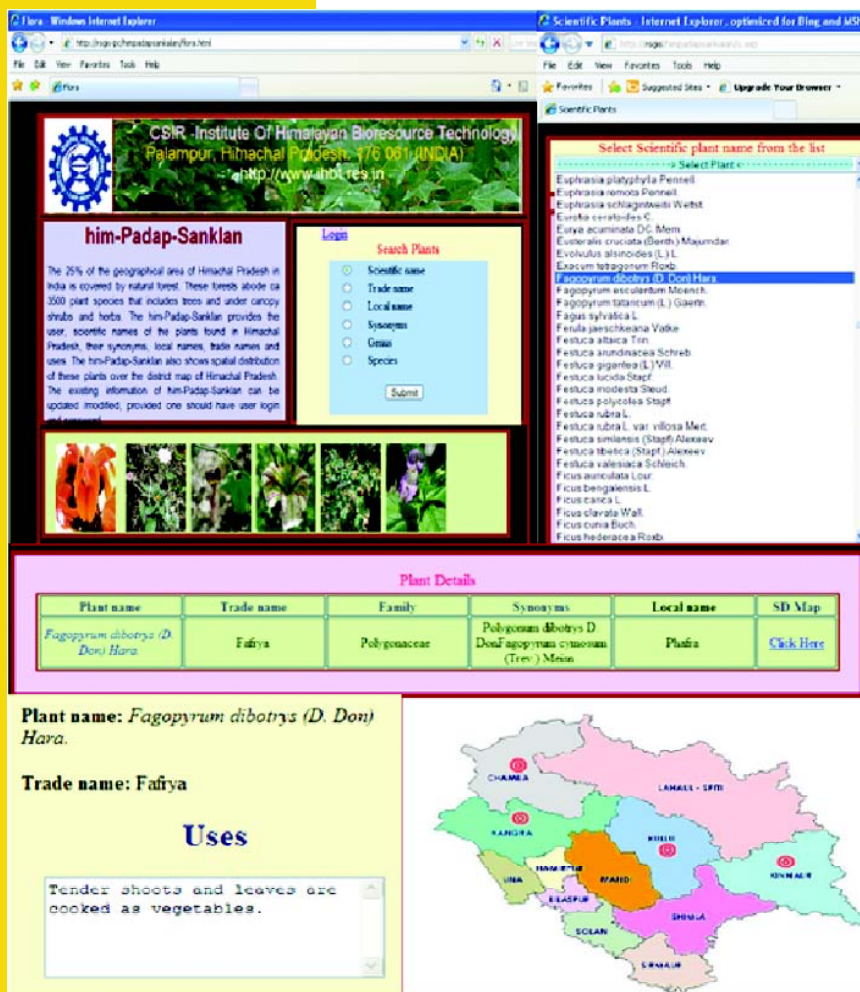 Flora - Windows Internet Explorer
File Edit View Favorites Tools Help
Flora
CSIR -Institute Of Himalayan Bioresource Technology
Palampur, Himachal Pradesh, 176 061 (INDIA)
http://www.ihbt.res.in
him-Padap-Sanklan
The 25% of the geographical area of Himachal Pradesh in
India is covered by natural forest. These forests abode ca
3500 plant species that includes trees and under canopy
shrubs and herbs. The him-Padap-Sanklan provides the
user, scientific names of the plants found in Himachal
Pradesh, their synonyms, local names, trade names and
uses. The him-Padap-Sanklan also shows spatial distribution
of these plants over the district map of Himachal Pradesh.
The existing information of him-Padap-Sanklan can be
updated /modified, provided one should have user login
Login
Search Plants
Scientific name
Trade name
Local name
Synonyms
Genus
Species
Submit
Scientific Plants - Internet Explorer, optimized for Bing and MS
File Edit View Favorites Tools Help
Favorites Suggested Sites Upgrade Your Browser
Scientific Plants
Select Scientific plant name from the list
Select Plant
Euphrasia platyphylla Pennell.
Euphrasia remota Pennell.
Euphrasia schlagintweiti Wettst.
Eurotia ceratoides C.
Eurya acuminata DC. Mem.
Eusteralis cruciata (Benth.) Majumdar.
Evolvulus alsinoides (L.) L.
Exacum tetragonum Roxb.
Fagopyrum dibotrys (D. Don) Hara.
Fagopyrum esculentum Moench.
Fagopyrum tataricum (L.) Gaertn.
Fagus sylvatica L.
Ferula jaeschkeana Vatke
Festuca altaica Trin.
Festuca arundinacea Schreb.
Festuca gigantea (L.) Vill.
Festuca lucida Stapf.
Festuca modesta Steud.
Festuca polycolea Stapf
Festuca rubra L.
Festuca rubra L. var. villosa Mert.
Festuca simlensis (Stapf) Alexeev
Festuca tibetica (Stapf.) Alexeev
Festuca valesiaca Schleich.
Ficus auriculata Lour.
Ficus bengalensis L.
Ficus carica L.
Ficus clavata Wall.
Ficus cunia Buch.
Ficus hederacea Roxb.
Plant Details
Plant name Trade name Family Synonyms Local name SD Map
Fagopyrum dibotrys (D. Don) Hara. Fafrya Polygonaceae Polygonum dibotrys D. DonFagopyrum cymosum (Trev.) Meisn Phafra Click Here
Plant name: Fagopyrum dibotrys (D. Don)
Hara.
Trade name: Fafrya
Uses
Tender shoots and leaves are
cooked as vegetables.
CHAMBA
LAHAUL - SPITI
KANGRA
KULLU
KINNAUR
UNA
HAMIRPUR
MANDI
BILASPUR
SHIMLA
SOLAN
SIRMAUR